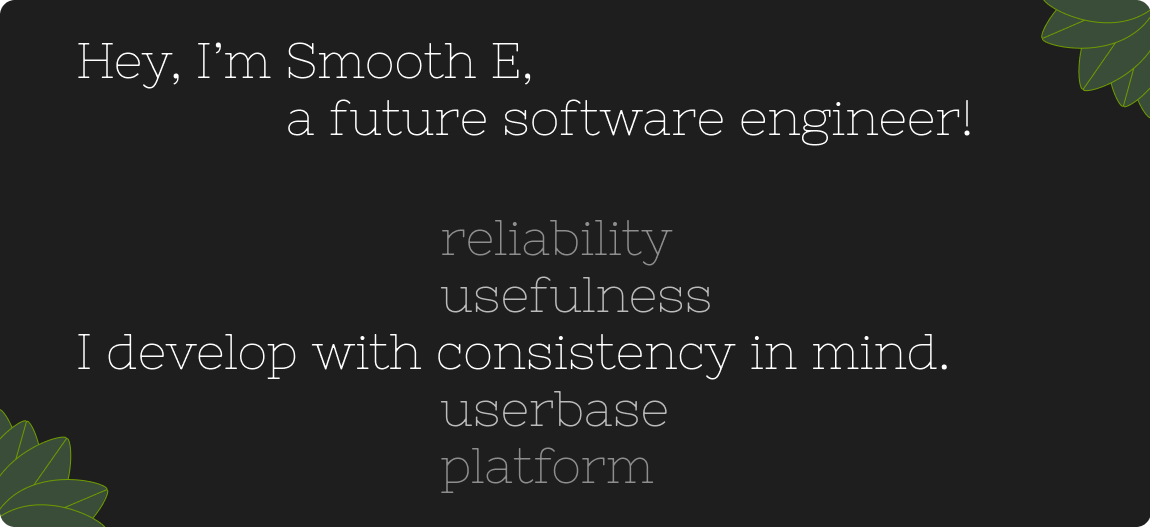 Hey, I’m Smooth E,
a future software engineer!
reliability
usefulness
I develop with consistency in mind.
userbase
platform